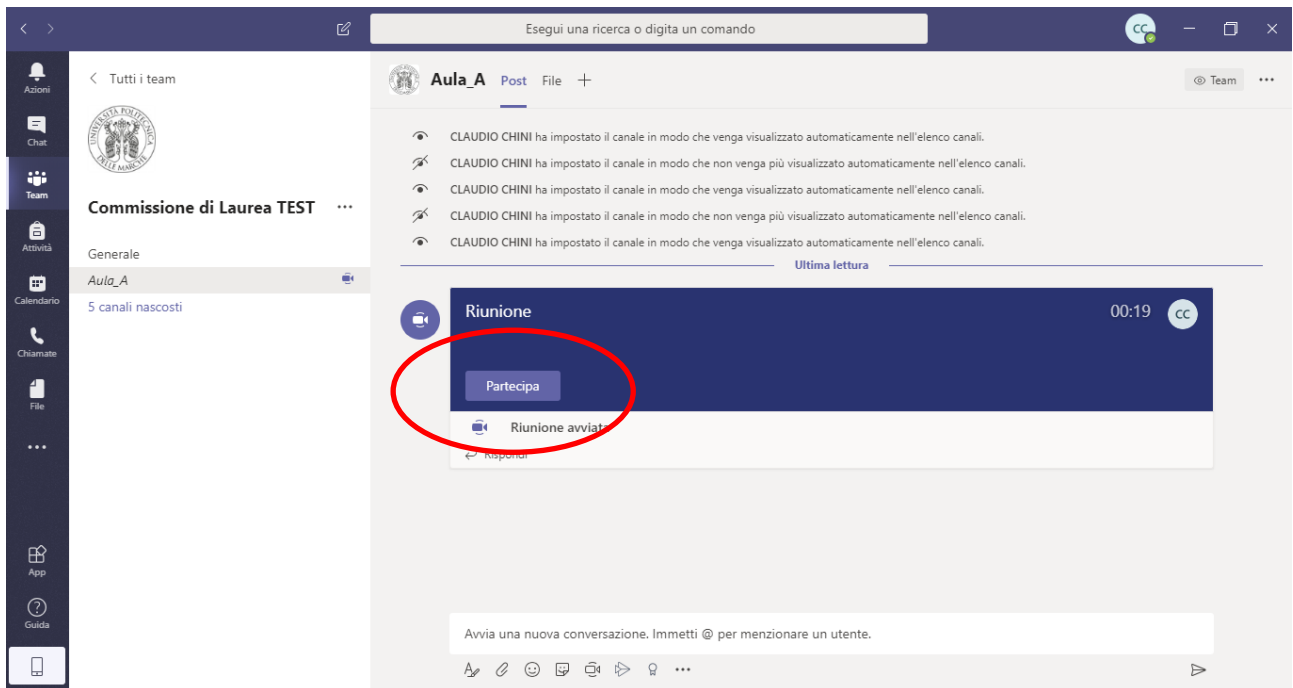 Esegui una ricerca o digita un comando
CC
Azioni
Chat
Team
Attività
Calendario
Chiamate
File
App
Guida
Tutti i team
UNIVERSITÀ POLITECNICA DELLE MARCHE
Commissione di Laurea TEST
Generale
Aula_A
5 canali nascosti
Aula_A Post File
Team
CLAUDIO CHINI ha impostato il canale in modo che venga visualizzato automaticamente nell'elenco canali.
CLAUDIO CHINI ha impostato il canale in modo che non venga più visualizzato automaticamente nell'elenco canali.
CLAUDIO CHINI ha impostato il canale in modo che venga visualizzato automaticamente nell'elenco canali.
CLAUDIO CHINI ha impostato il canale in modo che non venga più visualizzato automaticamente nell'elenco canali.
CLAUDIO CHINI ha impostato il canale in modo che venga visualizzato automaticamente nell'elenco canali.
Ultima lettura
Riunione 00:19 CC
Partecipa
Riunione avviata
Rispondi
Avvia una nuova conversazione. Immetti @ per menzionare un utente.